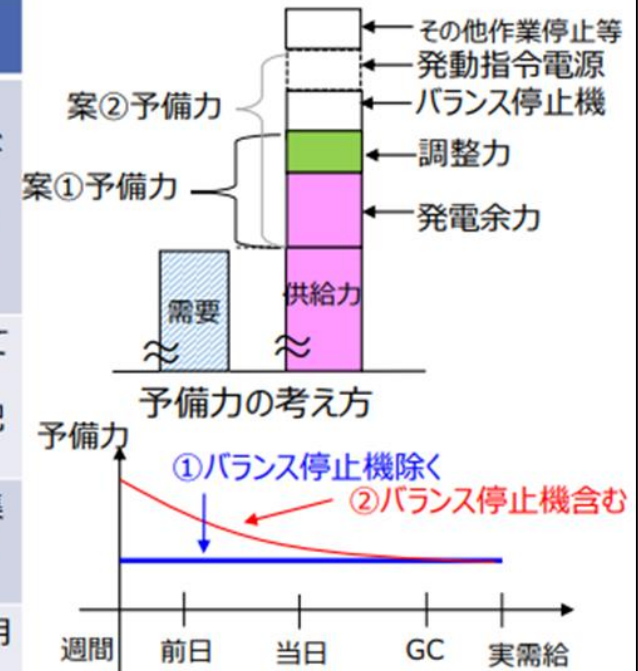 その他作業停止等
発動指令電源
バランス停止機
調整力
発電余力
案②予備力
案①予備力
需要
供給力
予備力の考え方
予備力
①バランス停止機除く
②バランス停止機含む
週間 前日 当日 GC 実需給